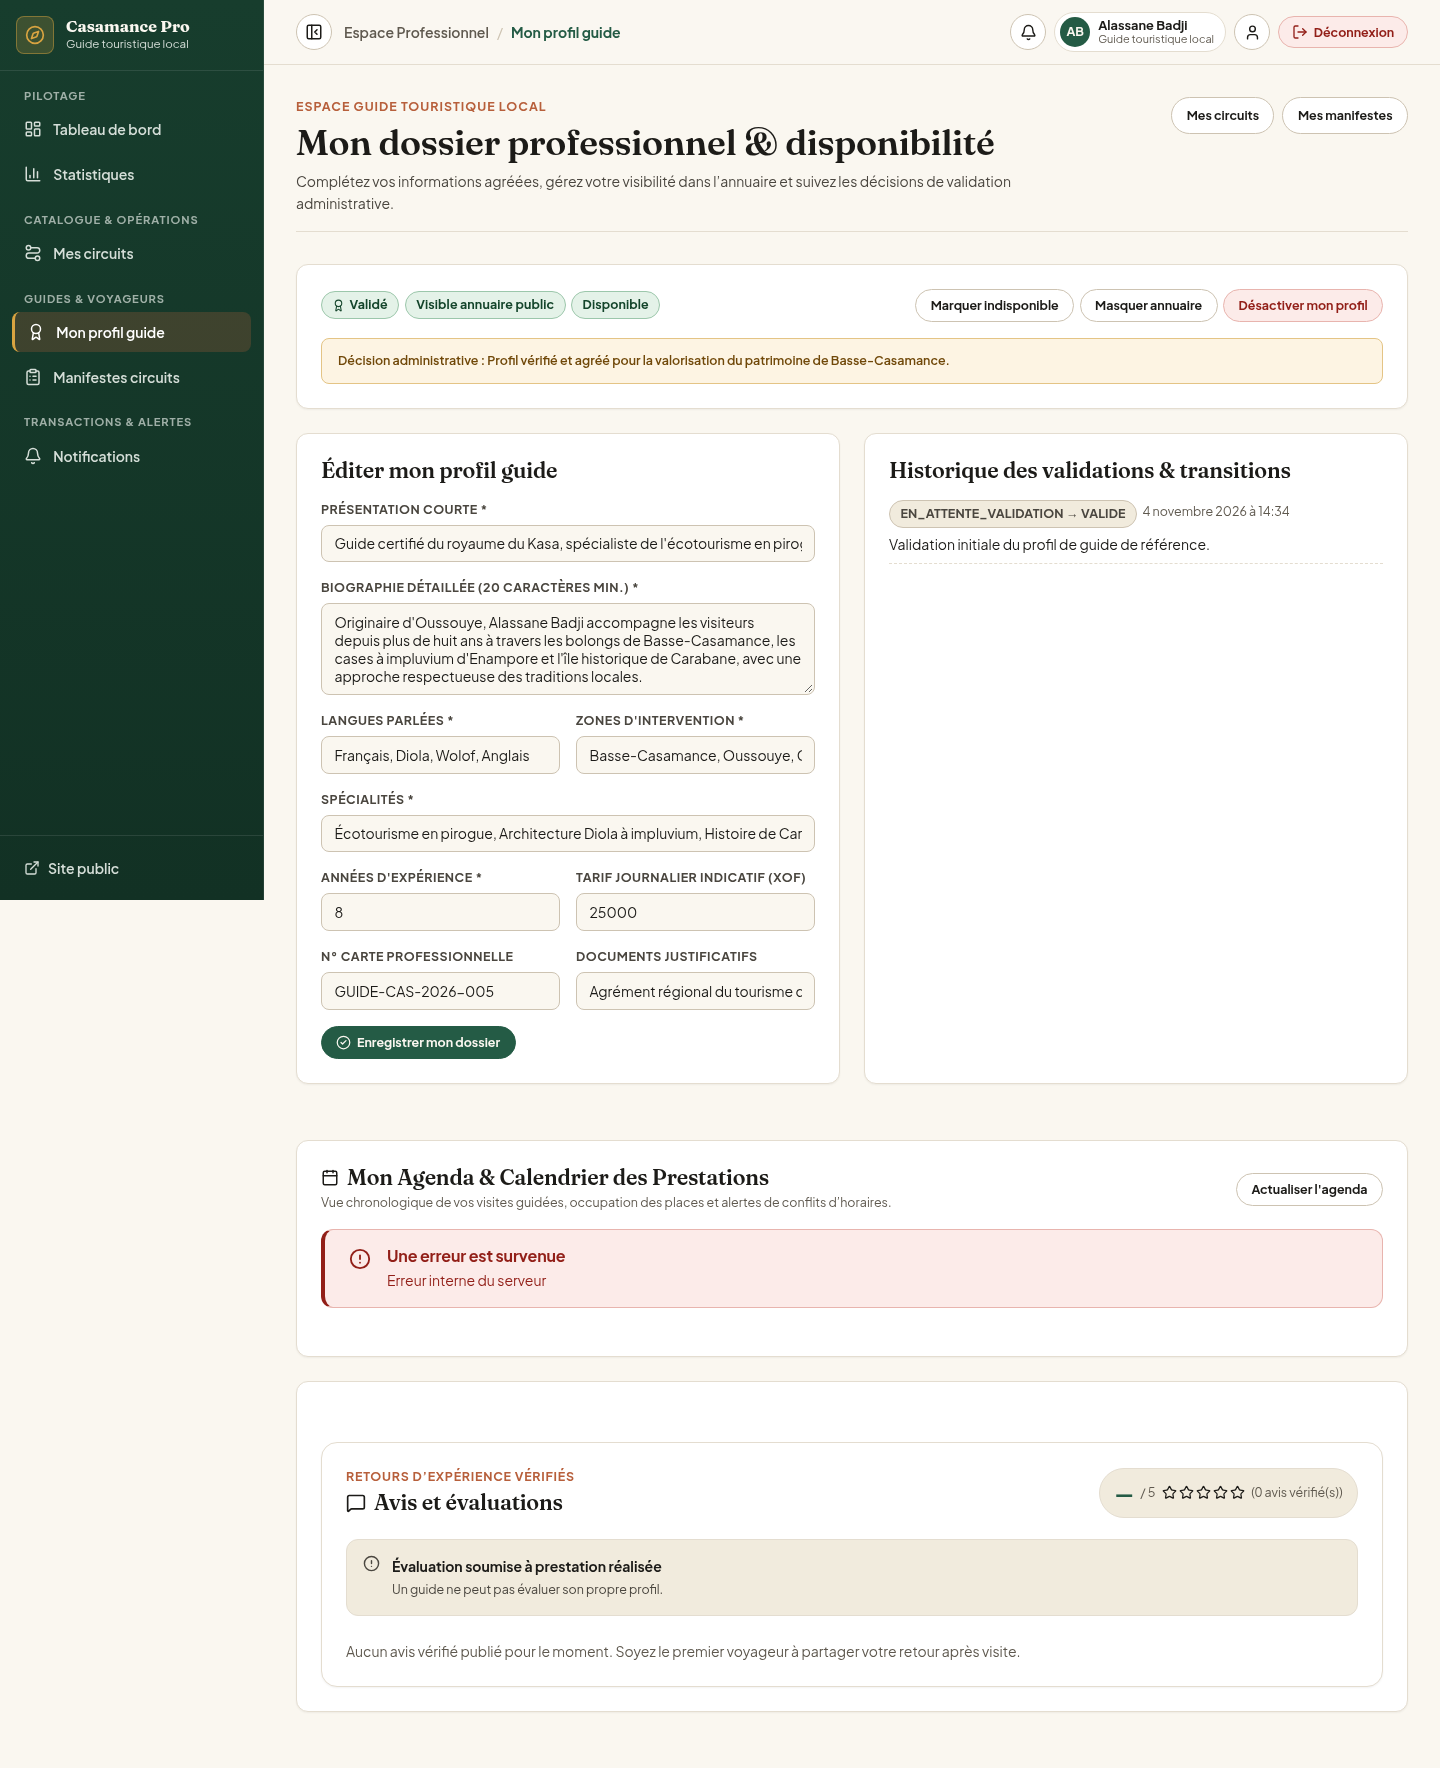 Casamance Pro
Guide touristique local
PILOTAGE
Tableau de bord
Statistiques
CATALOGUE & OPÉRATIONS
Mes circuits
GUIDES & VOYAGEURS
Mon profil guide
Manifestes circuits
TRANSACTIONS & ALERTES
Notifications
Site public
Espace Professionnel / Mon profil guide
AB
Alassane Badji
Guide touristique local
Déconnexion
ESPACE GUIDE TOURISTIQUE LOCAL
Mon dossier professionnel & disponibilité
Complétez vos informations agréées, gérez votre visibilité dans l'annuaire et suivez les décisions de validation
administrative.
Mes circuits
Mes manifestes
Validé
Visible annuaire public
Disponible
Marquer indisponible
Masquer annuaire
Désactiver mon profil
Décision administrative : Profil vérifié et agréé pour la valorisation du patrimoine de Basse-Casamance.
Éditer mon profil guide
PRÉSENTATION COURTE *
Guide certifié du royaume du Kasa, spécialiste de l'écotourisme en pirog
BIOGRAPHIE DÉTAILLÉE (20 CARACTÈRES MIN.) *
Originaire d'Oussouye, Alassane Badji accompagne les visiteurs
depuis plus de huit ans à travers les bolongs de Basse-Casamance, les
cases à impluvium d'Enampore et l'île historique de Carabane, avec une
approche respectueuse des traditions locales.
LANGUES PARLÉES *
ZONES D'INTERVENTION *
Français, Diola, Wolof, Anglais
Basse-Casamance, Oussouye, C
SPÉCIALITÉS *
Écotourisme en pirogue, Architecture Diola à impluvium, Histoire de Car
ANNÉES D'EXPÉRIENCE *
TARIF JOURNALIER INDICATIF (XOF)
8
25000
N° CARTE PROFESSIONNELLE
DOCUMENTS JUSTIFICATIFS
GUIDE-CAS-2026-005
Agrément régional du tourisme c
Enregistrer mon dossier
Historique des validations & transitions
EN_ATTENTE_VALIDATION → VALIDE
4 novembre 2026 à 14:34
Validation initiale du profil de guide de référence.
Mon Agenda & Calendrier des Prestations
Vue chronologique de vos visites guidées, occupation des places et alertes de conflits d'horaires.
Actualiser l'agenda
Une erreur est survenue
Erreur interne du serveur
RETOURS D'EXPÉRIENCE VÉRIFIÉS
Avis et évaluations
— / 5 (0 avis vérifié(s))
Évaluation soumise à prestation réalisée
Un guide ne peut pas évaluer son propre profil.
Aucun avis vérifié publié pour le moment. Soyez le premier voyageur à partager votre retour après visite.